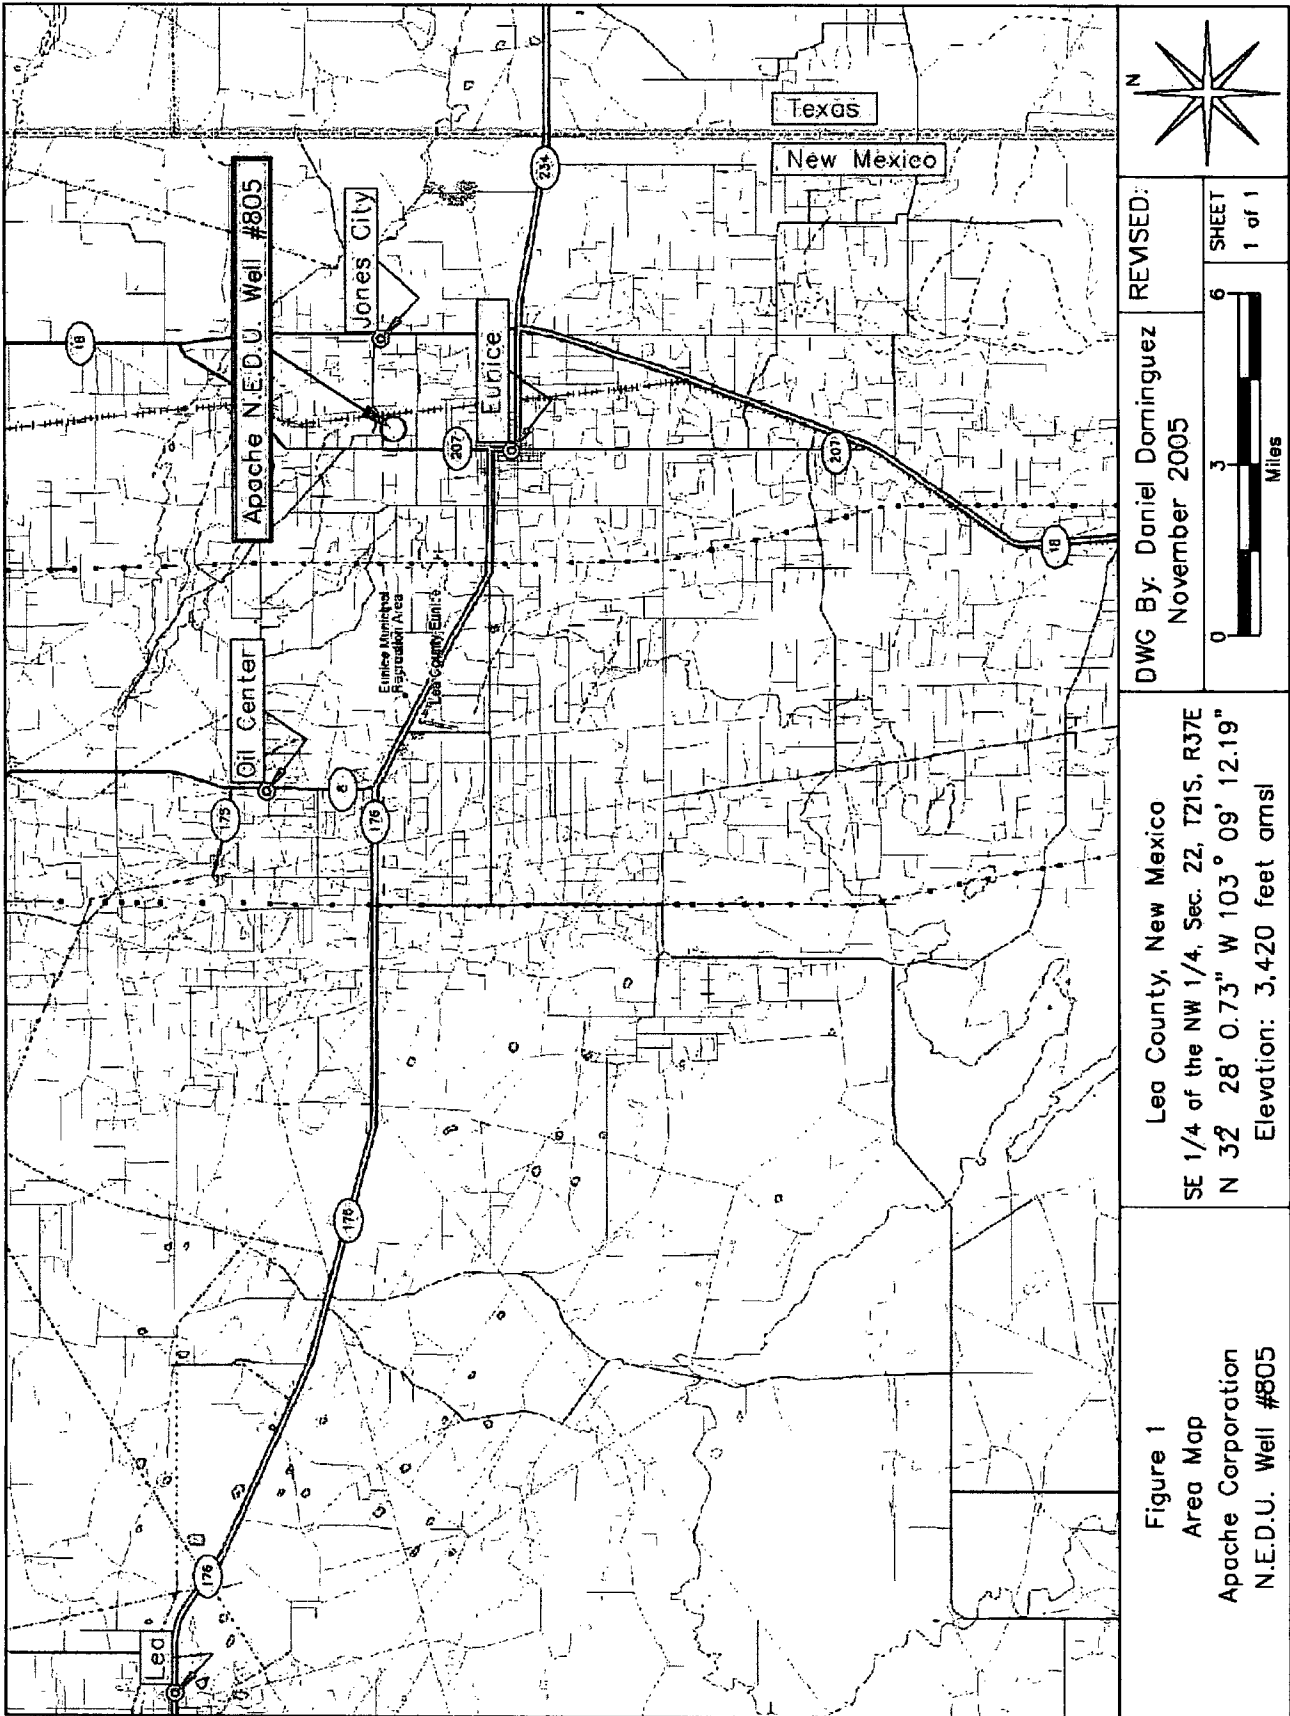 Texas
New Mexico
234
Apache N.E.D.U. Well #805
Jones City
18
Eunice
207
207
18
Eunice Municipal
Recreation Area
Lea County Eunice
Oil Center
175
8
176
176
176
Lea
Figure 1
Area Map
Apache Corporation
N.E.D.U. Well #805
Lea County, New Mexico
SE 1/4 of the NW 1/4, Sec. 22, T21S, R37E
N 32° 28' 0.73" W 103° 09' 12.19"
Elevation: 3,420 feet amsl
DWG By: Daniel Dominguez
November 2005
REVISED:
0 3 6
Miles
SHEET
1 of 1
N